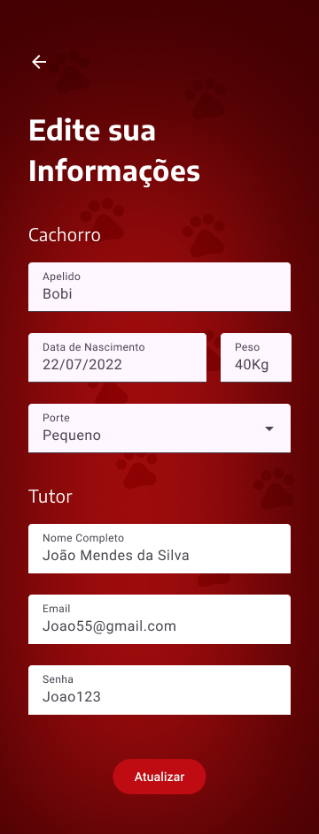 Edite sua
Informações
Cachorro
Apelido
Bobi
Data de Nascimento
22/07/2022
Peso
40Kg
Porte
Pequeno
Tutor
Nome Completo
João Mendes da Silva
Email
Joao55@gmail.com
Senha
Joao123
Atualizar